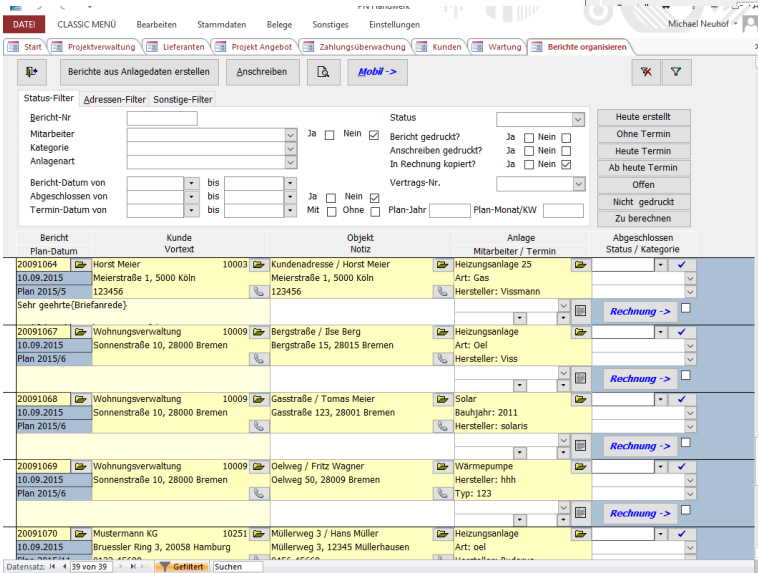 PN Handwerk
DATEI CLASSIC MENÜ Bearbeiten Stammdaten Belege Sonstiges Einstellungen Michael Neuhof
Start Projektverwaltung Lieferanten Projekt Angebot Zahlungsüberwachung Kunden Wartung Berichte organisieren
Berichte aus Anlagedaten erstellen Anschreiben Mobil ->
Status-Filter Adressen-Filter Sonstige-Filter
Bericht-Nr Status Heute erstellt
Mitarbeiter Ja Nein Bericht gedruckt? Ja Nein Ohne Termin
Kategorie Anschreiben gedruckt? Ja Nein Heute Termin
Anlagenart In Rechnung kopiert? Ja Nein Ab heute Termin
Bericht-Datum von bis Vertrags-Nr. Offen
Abgeschlossen von bis Ja Nein Nicht gedruckt
Termin-Datum von bis Mit Ohne Plan-Jahr Plan-Monat/KW Zu berechnen
Bericht Kunde Objekt Anlage Abgeschlossen
Plan-Datum Vortext Notiz Mitarbeiter / Termin Status / Kategorie
20091064 Horst Meier 10003 Kundenadresse / Horst Meier Heizungsanlage 25
10.09.2015 Meierstraße 1, 5000 Köln Meierstraße 1, 5000 Köln Art: Gas
Plan 2015/5 123456 123456 Hersteller: Vissmann
Sehr geehrte{Briefanrede} Rechnung ->
20091067 Wohnungsverwaltung 10009 Bergstraße / Ilse Berg Heizungsanlage
10.09.2015 Sonnenstraße 10, 28000 Bremen Bergstraße 15, 28015 Bremen Art: Oel
Plan 2015/6 Hersteller: Viss
Rechnung ->
20091068 Wohnungsverwaltung 10009 Gasstraße / Tomas Meier Solar
10.09.2015 Sonnenstraße 10, 28000 Bremen Gasstraße 123, 28001 Bremen Bauhjahr: 2011
Plan 2015/6 Hersteller: solaris
Rechnung ->
20091069 Wohnungsverwaltung 10009 Oelweg / Fritz Wagner Wärmepumpe
10.09.2015 Sonnenstraße 10, 28000 Bremen Oelweg 50, 28009 Bremen Hersteller: hhh
Plan 2015/6 Typ: 123
Rechnung ->
20091070 Mustermann KG 10251 Müllerweg 3 / Hans Müller Heizungsanlage
10.09.2015 Bruessler Ring 3, 20058 Hamburg Müllerweg 3, 12345 Müllerhausen Art: oel
Datensatz: 39 von 39 Gefiltert Suchen